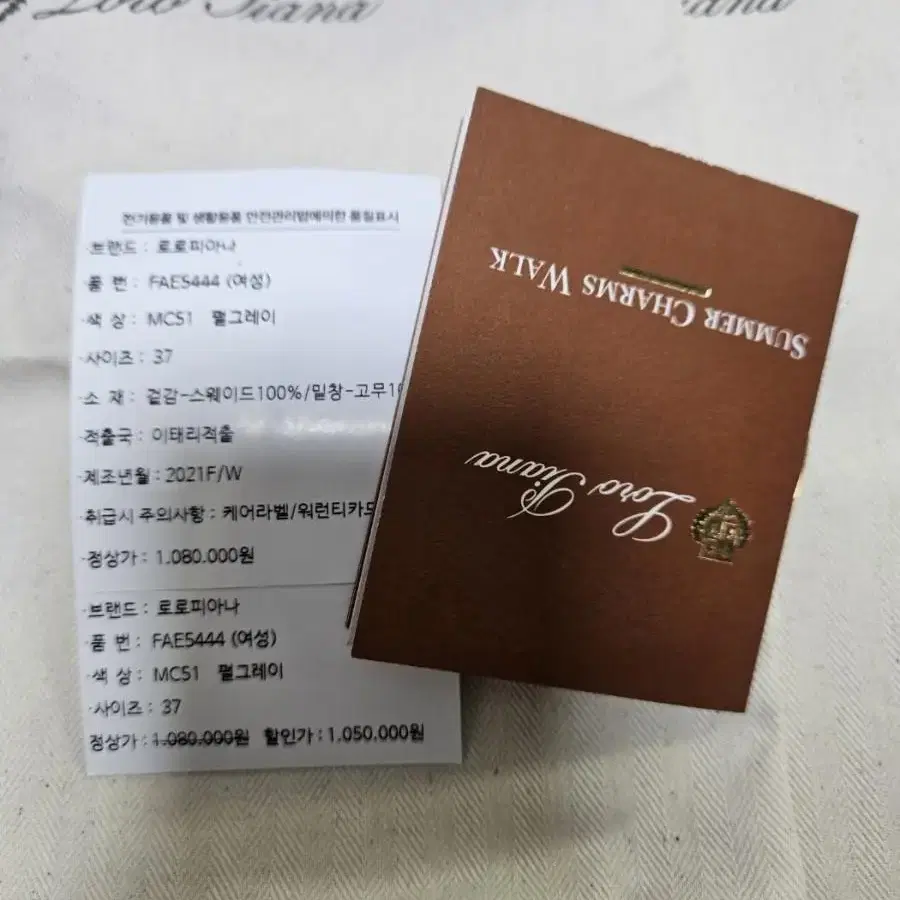 Loro Piana
전기용품 및 생활용품 안전관리법에의한 품질표시
·브랜드 : 로로피아나
·품 번 : FAE5444 (여성)
·색 상 : MC51 펄그레이
·사이즈 : 37
·소 재 : 겉감-스웨이드100%/밑창-고무
·적출국 : 이태리적출
·제조년월 : 2021F/W
·취급시 주의사항 : 케어라벨/워런티카드
·정상가 : 1.080.000원
·브랜드 : 로로피아나
·품 번 : FAE5444 (여성)
·색 상 : MC51 펄그레이
·사이즈 : 37
정상가 : 1.080.000원 할인가 : 1.050.000원
Loro Piana
SUMMER CHARMS WALK